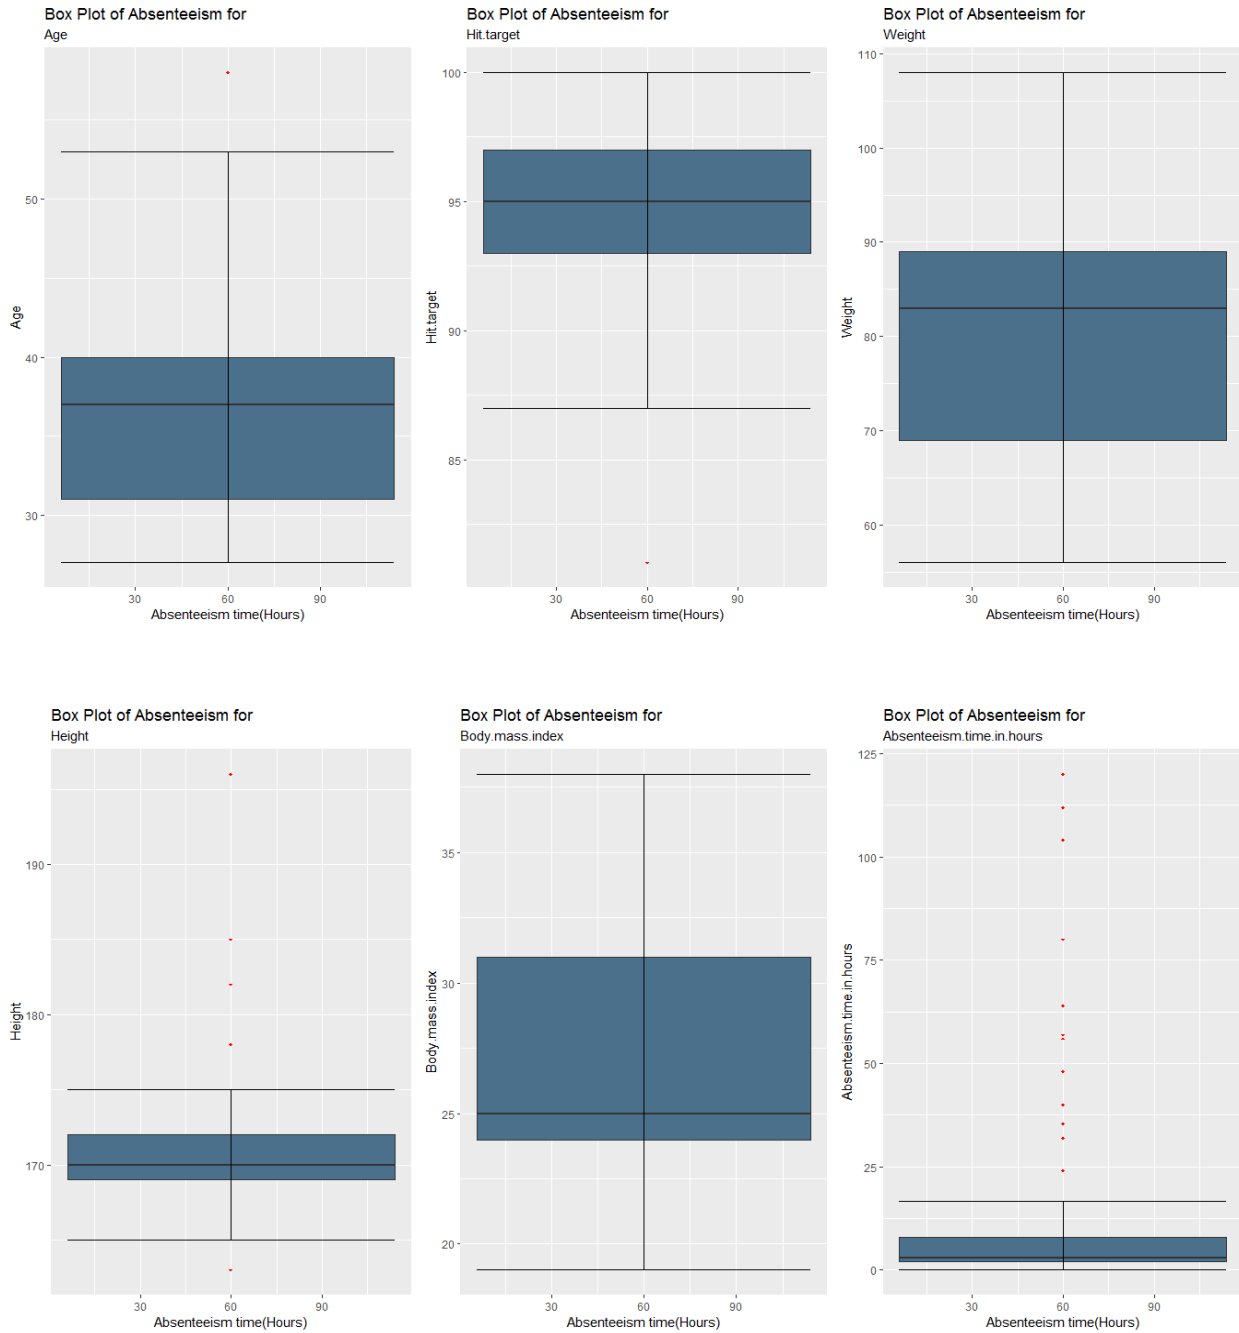 Box Plot of Absenteeism for
Age
50
40
30
Age
30 60 90
Absenteeism time(Hours)
Box Plot of Absenteeism for
Hit.target
100
95
90
85
Hit.target
30 60 90
Absenteeism time(Hours)
Box Plot of Absenteeism for
Weight
110
100
90
80
70
60
Weight
30 60 90
Absenteeism time(Hours)
Box Plot of Absenteeism for
Height
190
180
170
Height
30 60 90
Absenteeism time(Hours)
Box Plot of Absenteeism for
Body.mass.index
35
30
25
20
Body.mass.index
30 60 90
Absenteeism time(Hours)
Box Plot of Absenteeism for
Absenteeism.time.in.hours
125
100
75
50
25
0
Absenteeism.time.in.hours
30 60 90
Absenteeism time(Hours)